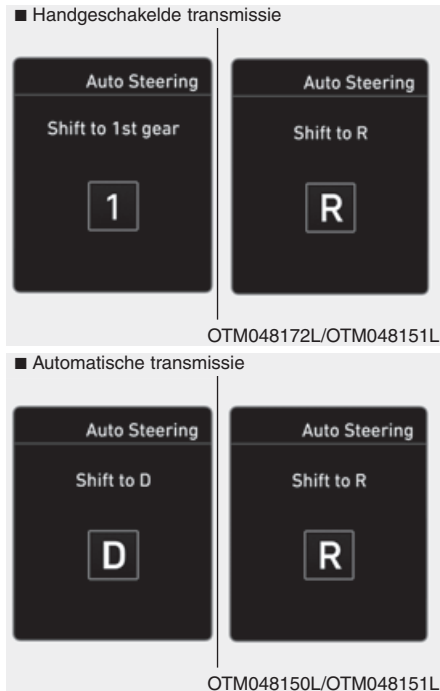 ■ Handgeschakelde transmissie
Auto Steering
Shift to 1st gear
1
Auto Steering
Shift to R
R
OTM048172L/OTM048151L
■ Automatische transmissie
Auto Steering
Shift to D
D
Auto Steering
Shift to R
R
OTM048150L/OTM048151L